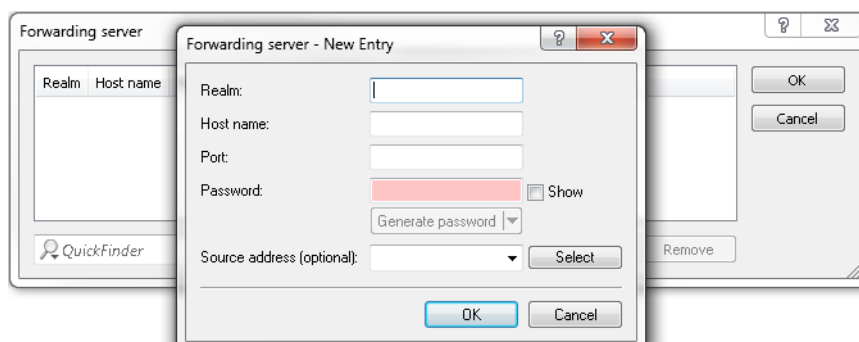 Forwarding server
Forwarding server - New Entry
Realm Host name
OK
Cancel
Realm:
Host name:
Port:
Password:
Show
Generate password
Source address (optional):
Select
QuickFinder
Remove
OK
Cancel